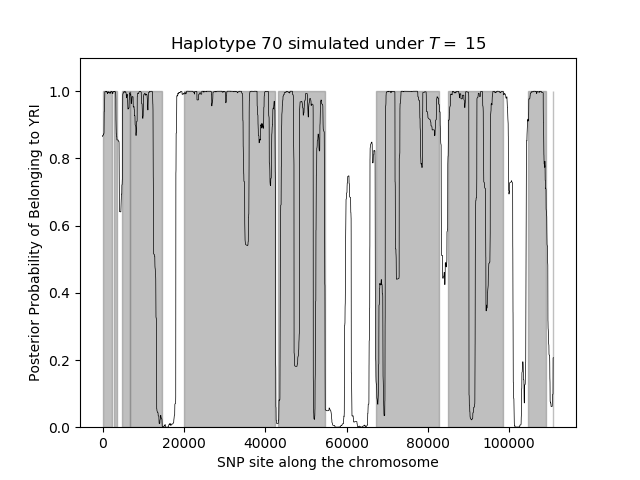 Haplotype 70 simulated under T = 15
Posterior Probability of Belonging to YRI
1.0
0.8
0.6
0.4
0.2
0.0
0 20000 40000 60000 80000 100000
SNP site along the chromosome